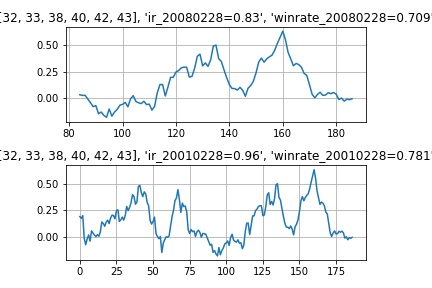 [32, 33, 38, 40, 42, 43], 'ir_20080228=0.83', 'winrate_20080228=0.709'
0.50
0.25
0.00
80 100 120 140 160 180
[32, 33, 38, 40, 42, 43], 'ir_20010228=0.96', 'winrate_20010228=0.781'
0.50
0.25
0.00
0 25 50 75 100 125 150 175